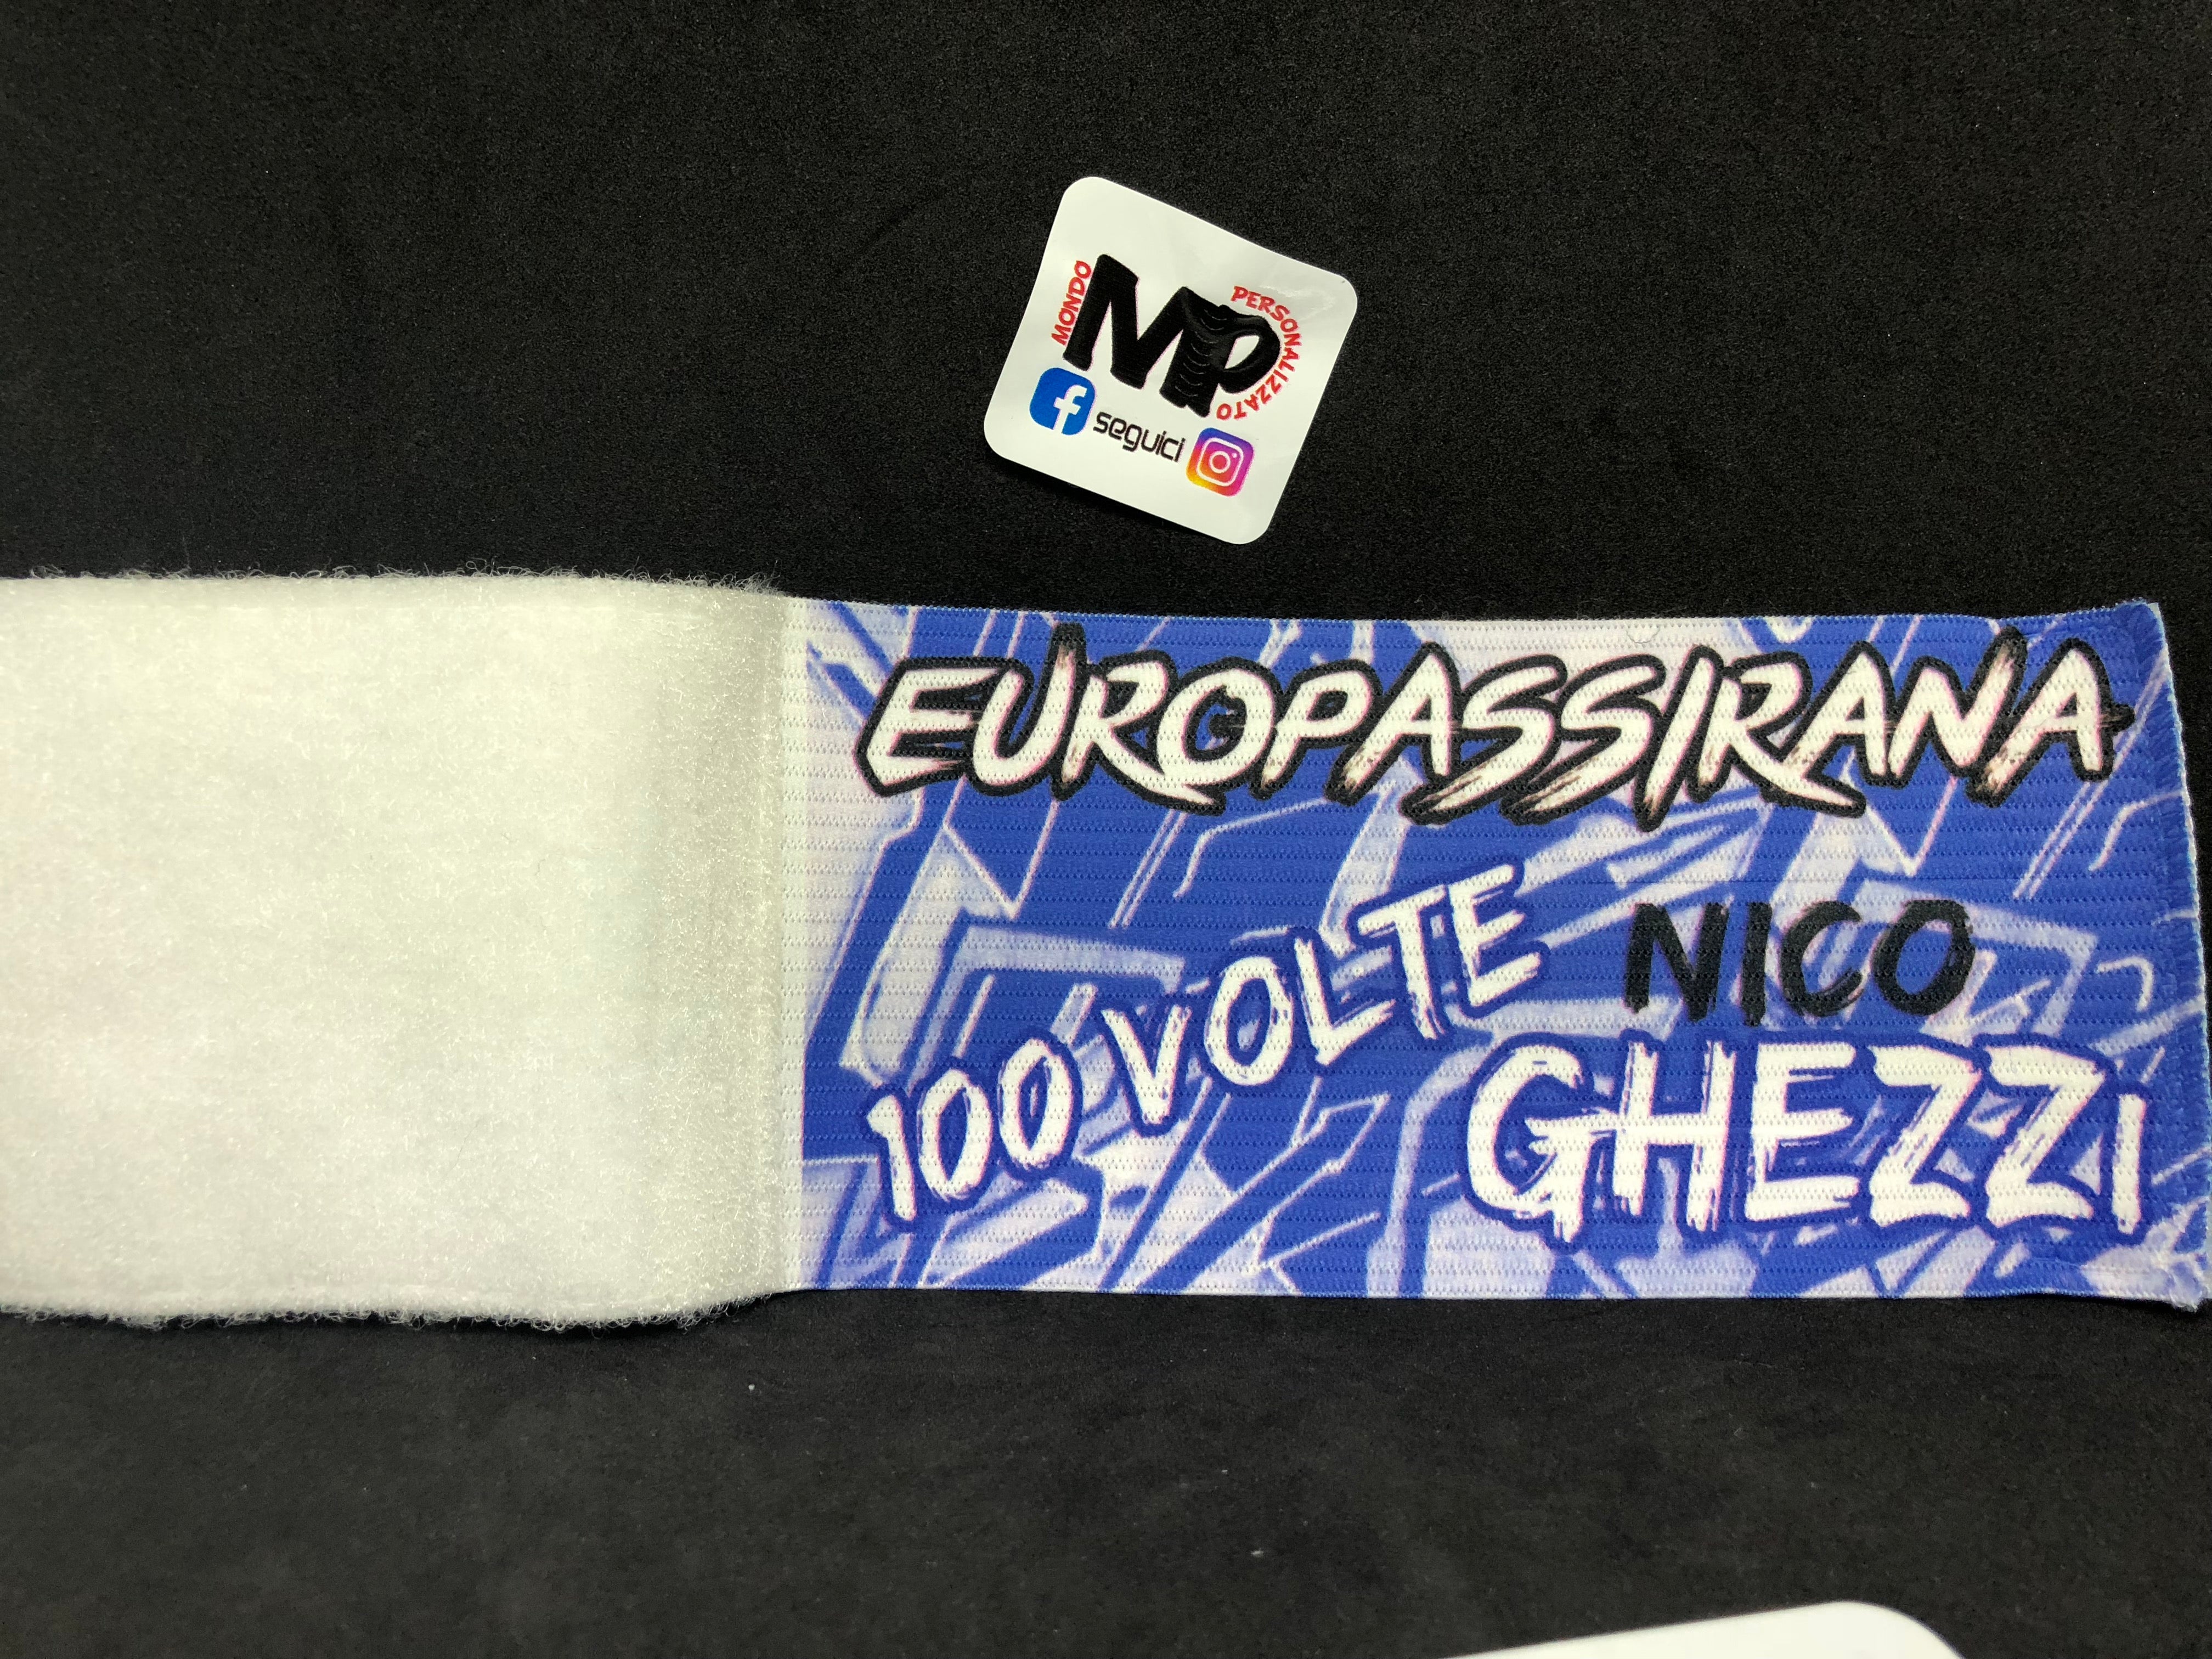 MONDO
MP
PERSONALIZZATO
seguici
EUROPASSIRANA
100 VOLTE
NICO
GHEZZI